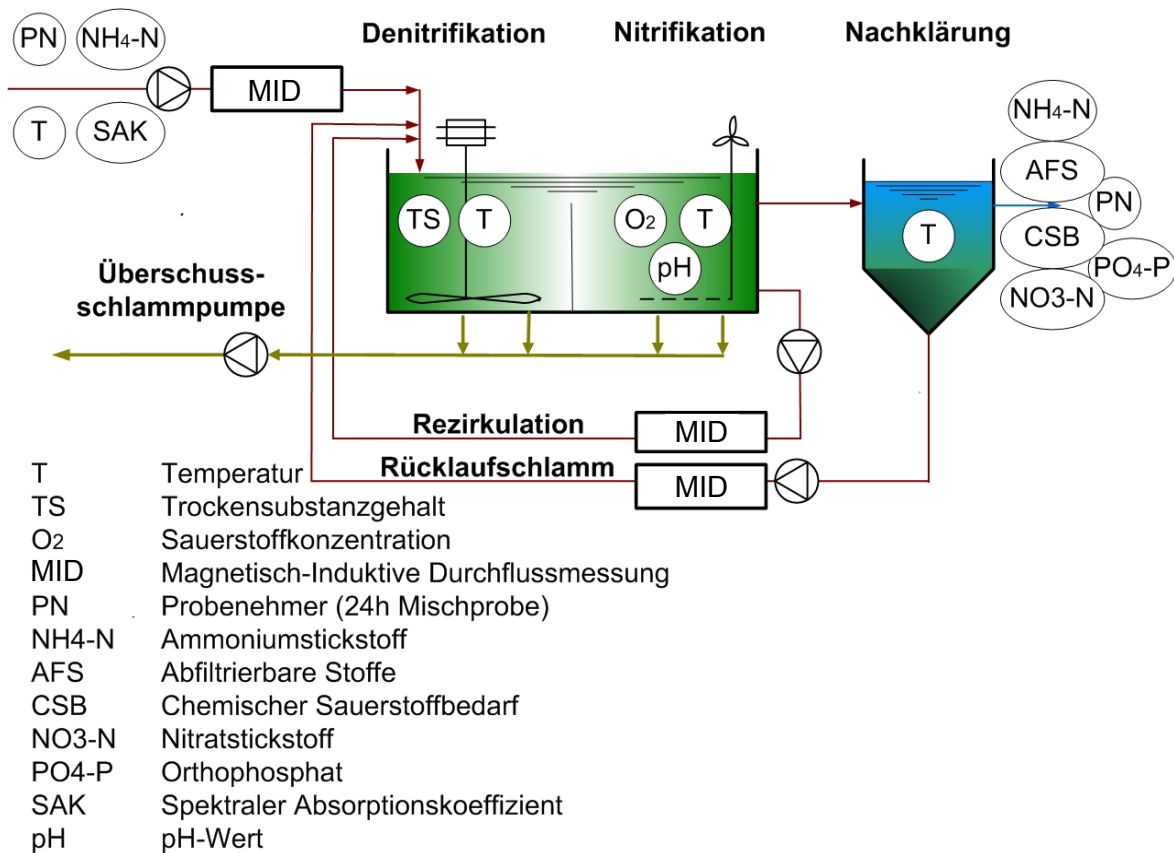 Denitrifikation
Nitrifikation
Nachklärung
PN
NH4-N
MID
T
SAK
TS
T
O2
T
pH
T
NH4-N
AFS
PN
CSB
PO4-P
NO3-N
Überschuss-
schlammpumpe
Rezirkulation
MID
Rücklaufschlamm
MID
T Temperatur
TS Trockensubstanzgehalt
O2 Sauerstoffkonzentration
MID Magnetisch-Induktive Durchflussmessung
PN Probenehmer (24h Mischprobe)
NH4-N Ammoniumstickstoff
AFS Abfiltrierbare Stoffe
CSB Chemischer Sauerstoffbedarf
NO3-N Nitratstickstoff
PO4-P Orthophosphat
SAK Spektraler Absorptionskoeffizient
pH pH-Wert